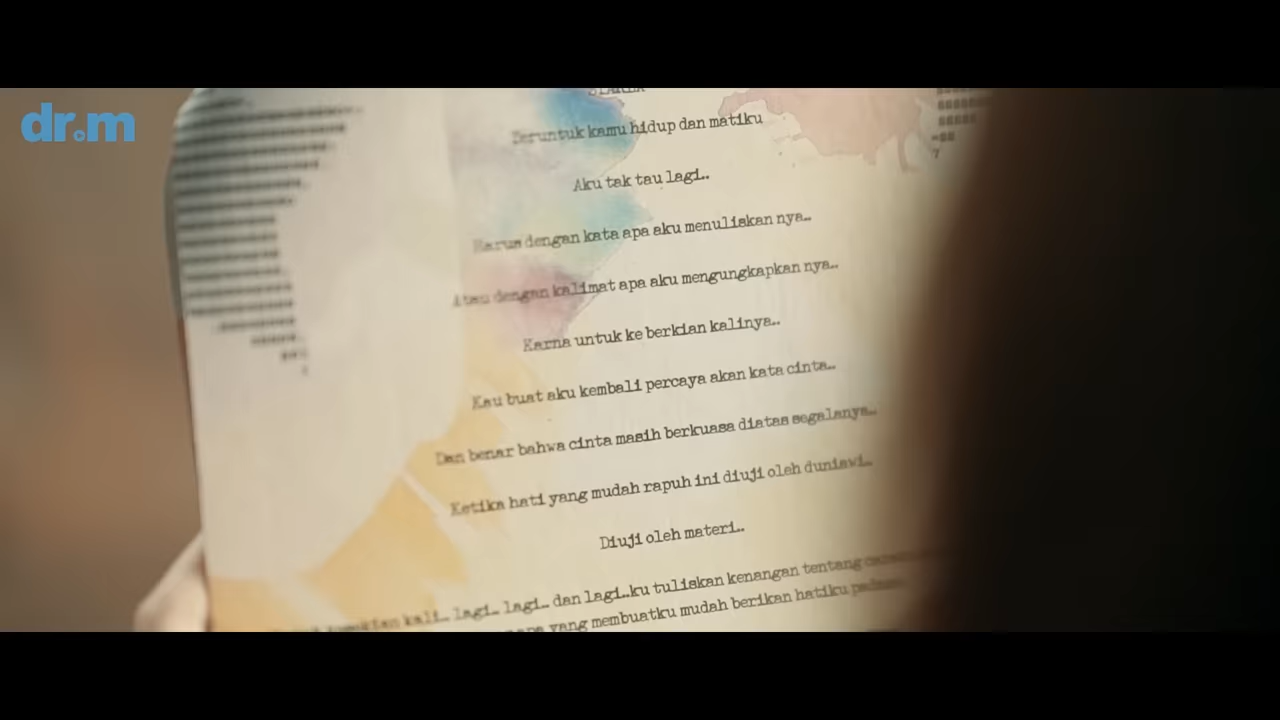 dr.m
Teruntuk kamu hidup dan matiku
Aku tak tau lagi..
Harus dengan kata apa aku menuliskan nya..
Atau dengan kalimat apa aku mengungkapkan nya..
Karna untuk ke berkian kalinya..
Kau buat aku kembali percaya akan kata cinta..
Dan benar bahwa cinta masih berkuasa diatas segalanya..
Ketika hati yang mudah rapuh ini diuji oleh duniawi..
Diuji oleh materi..
kali.. lagi.. lagi.. dan lagi..ku tuliskan kenangan tentang
yang membuatku mudah berikan hatiku